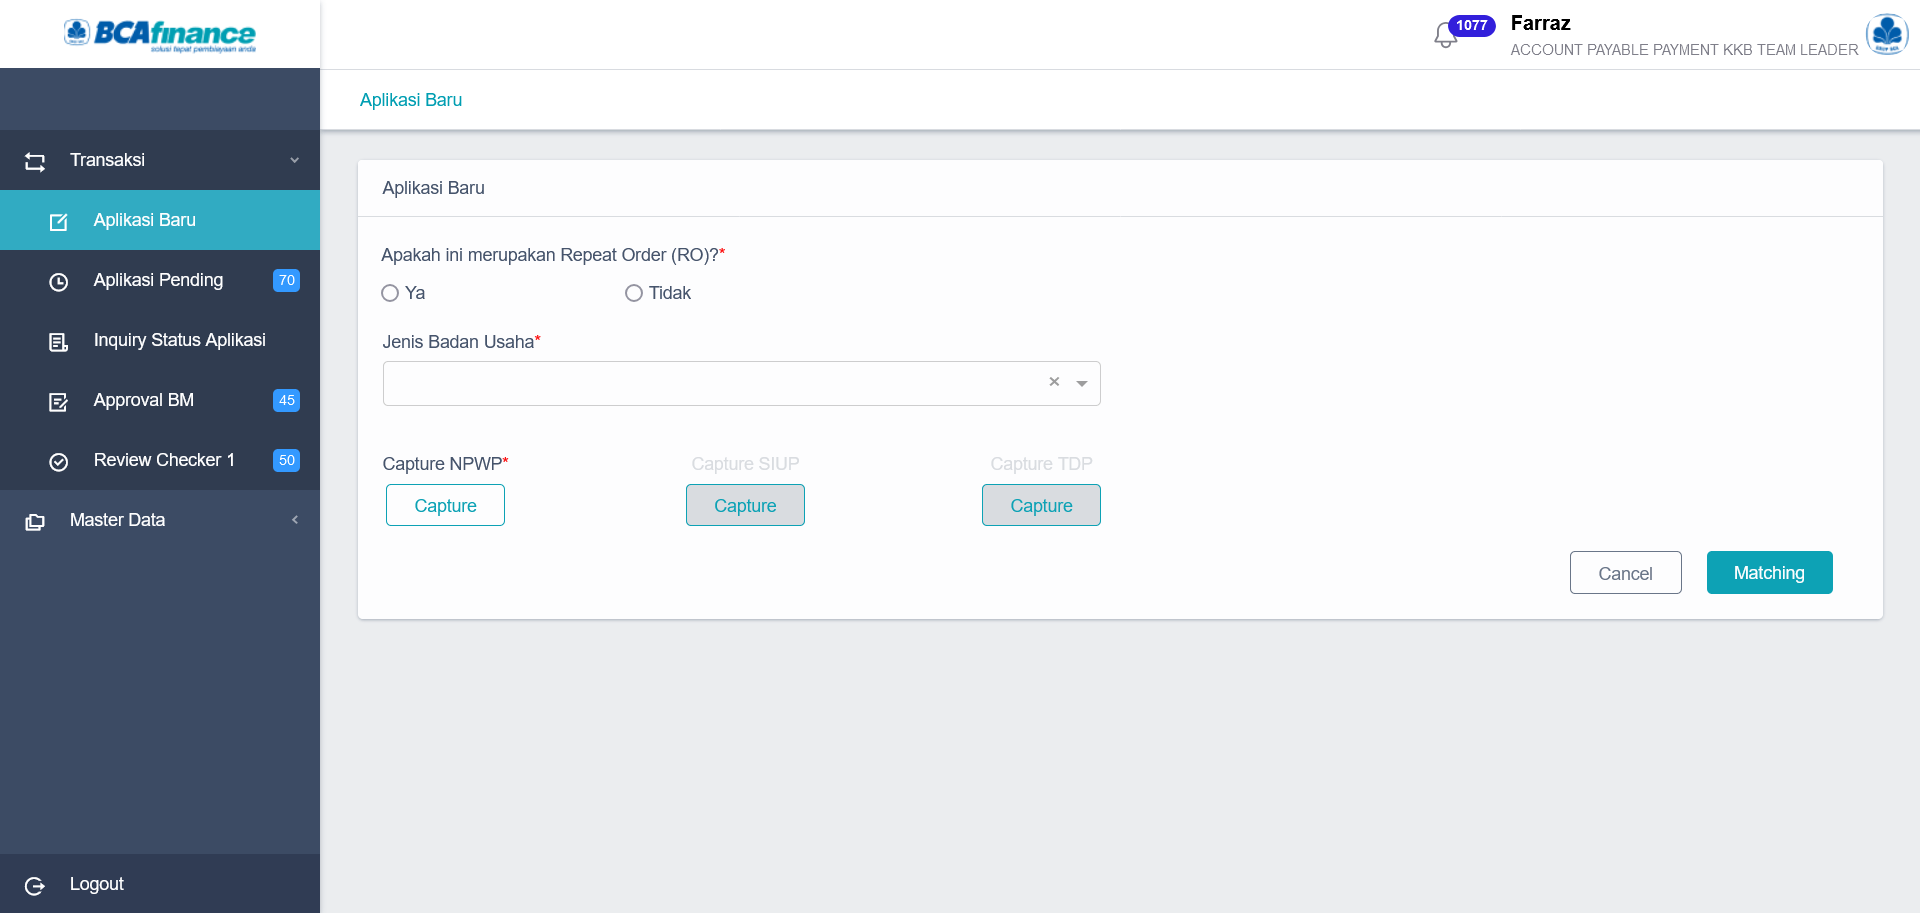 BCAfinance
solusi tepat pembiayaan anda
1077
Farraz
ACCOUNT PAYABLE PAYMENT KKB TEAM LEADER
Aplikasi Baru
Transaksi
Aplikasi Baru
Aplikasi Pending 70
Inquiry Status Aplikasi
Approval BM 45
Review Checker 1 50
Master Data
Logout
Aplikasi Baru
Apakah ini merupakan Repeat Order (RO)?*
Ya Tidak
Jenis Badan Usaha*
Capture NPWP* Capture SIUP Capture TDP
Capture Capture Capture
Cancel Matching